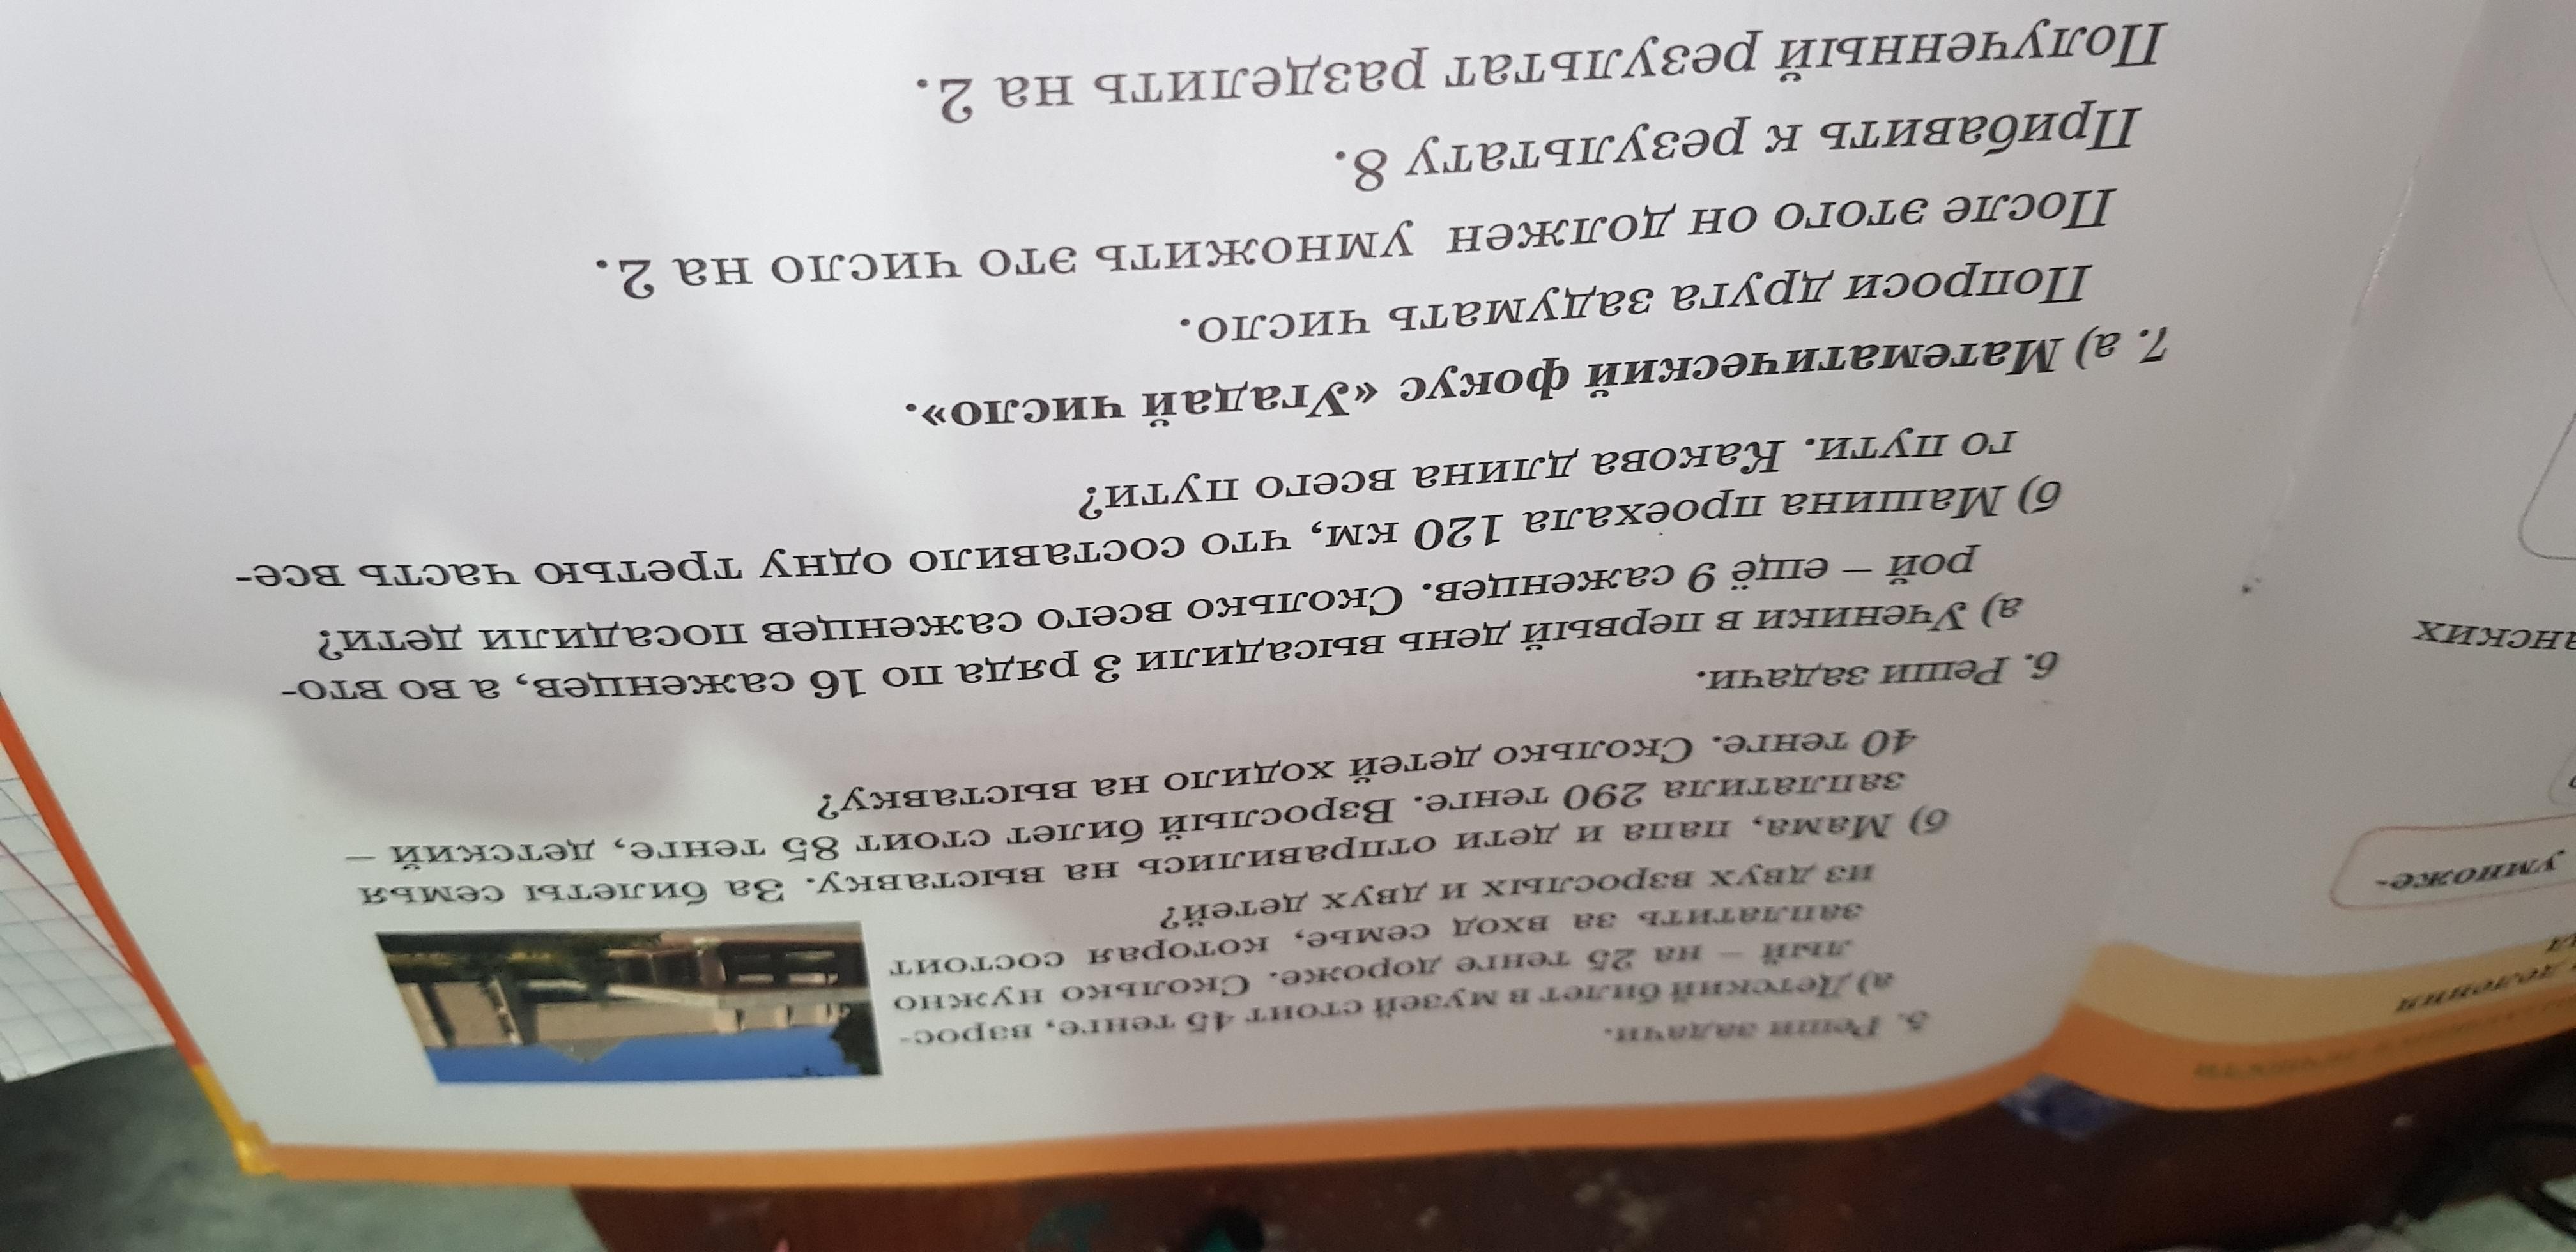 5. Реши задачи.
а) Детский билет в музей стоит 45 тенге, взрос-
лый – на 25 тенге дороже. Сколько нужно
заплатить за вход семье, которая состоит
из двух взрослых и двух детей?
б) Мама, папа и дети отправились на выставку. За билеты семья
заплатила 290 тенге. Взрослый билет стоит 85 тенге, детский –
40 тенге. Сколько детей ходило на выставку?
6. Реши задачи.
а) Ученики в первый день высадили 3 ряда по 16 саженцев, а во вто-
рой – ещё 9 саженцев. Сколько всего саженцев посадили дети?
б) Машина проехала 120 км, что составило одну третью часть все-
го пути. Какова длина всего пути?
7. а) Математический фокус «Угадай число».
Попроси друга задумать число.
После этого он должен умножить это число на 2.
Прибавить к результату 8.
Полученный результат разделить на 2.
деления
умноже-
анских